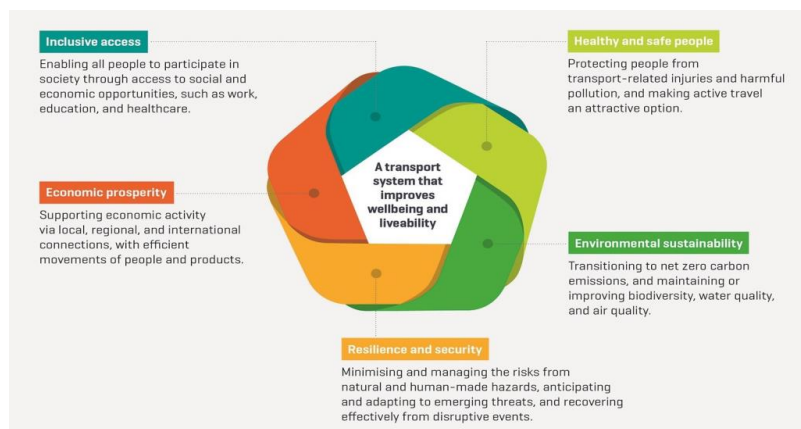 Inclusive access
Enabling all people to participate in
society through access to social and
economic opportunities, such as work,
education, and healthcare.
Healthy and safe people
Protecting people from
transport-related injuries and harmful
pollution, and making active travel
an attractive option.
A transport
system that
improves
wellbeing and
liveability
Economic prosperity
Supporting economic activity
via local, regional, and international
connections, with efficient
movements of people and products.
Environmental sustainability
Transitioning to net zero carbon
emissions, and maintaining or
improving biodiversity, water quality,
and air quality.
Resilience and security
Minimising and managing the risks from
natural and human-made hazards, anticipating
and adapting to emerging threats, and recovering
effectively from disruptive events.